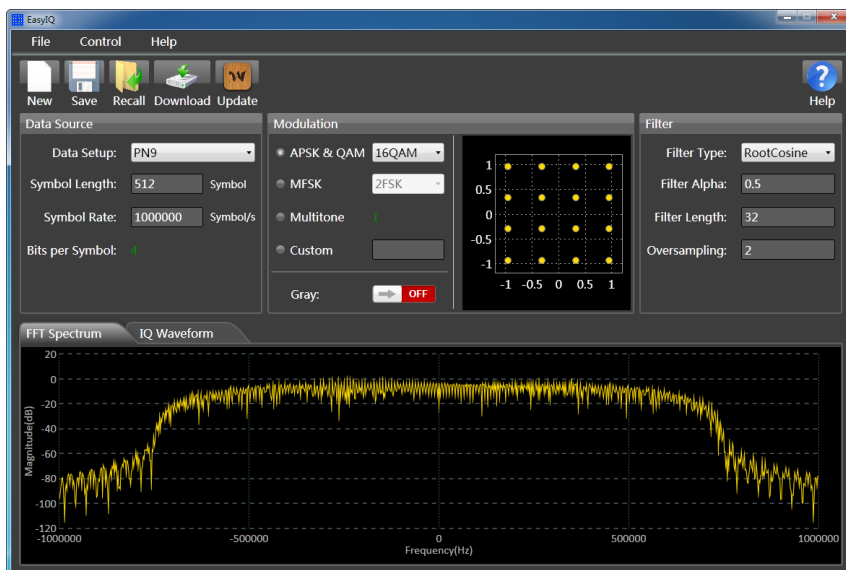 EasyIQ
File Control Help
New Save Recall Download Update Help
Data Source
Data Setup: PN9
Symbol Length: 512 Symbol
Symbol Rate: 1000000 Symbol/s
Bits per Symbol: 4
Modulation
APSK & QAM 16QAM
MFSK 2FSK
Multitone 1
Custom
Gray: OFF
1
0.5
0
-0.5
-1
-1 -0.5 0 0.5 1
Filter
Filter Type: RootCosine
Filter Alpha: 0.5
Filter Length: 32
Oversampling: 2
FFT Spectrum IQ Waveform
Magnitude(dB)
20
0
-20
-40
-60
-80
-100
-120
-1000000 -500000 0 500000 1000000
Frequency(Hz)